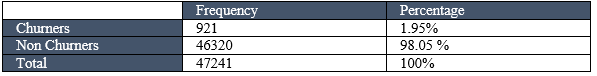 Frequency Percentage
Churners 921 1.95%
Non Churners 46320 98.05 %
Total 47241 100%